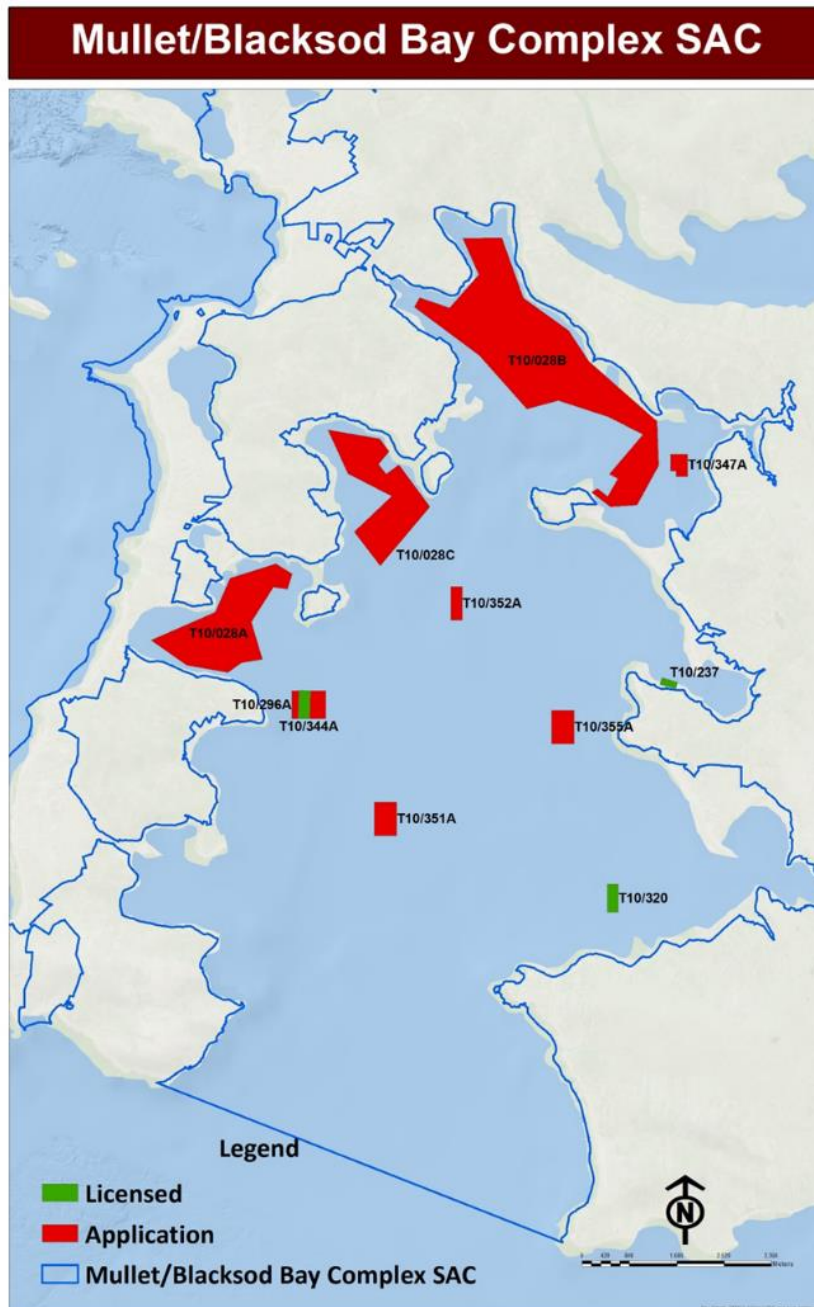 Mullet/Blacksod Bay Complex SAC
T10/028B
T10/347A
T10/028C
T10/352A
T10/028A
T10/237
T10/296A
T10/344A
T10/355A
T10/351A
T10/320
Legend
Licensed
Application
Mullet/Blacksod Bay Complex SAC
N
Meters